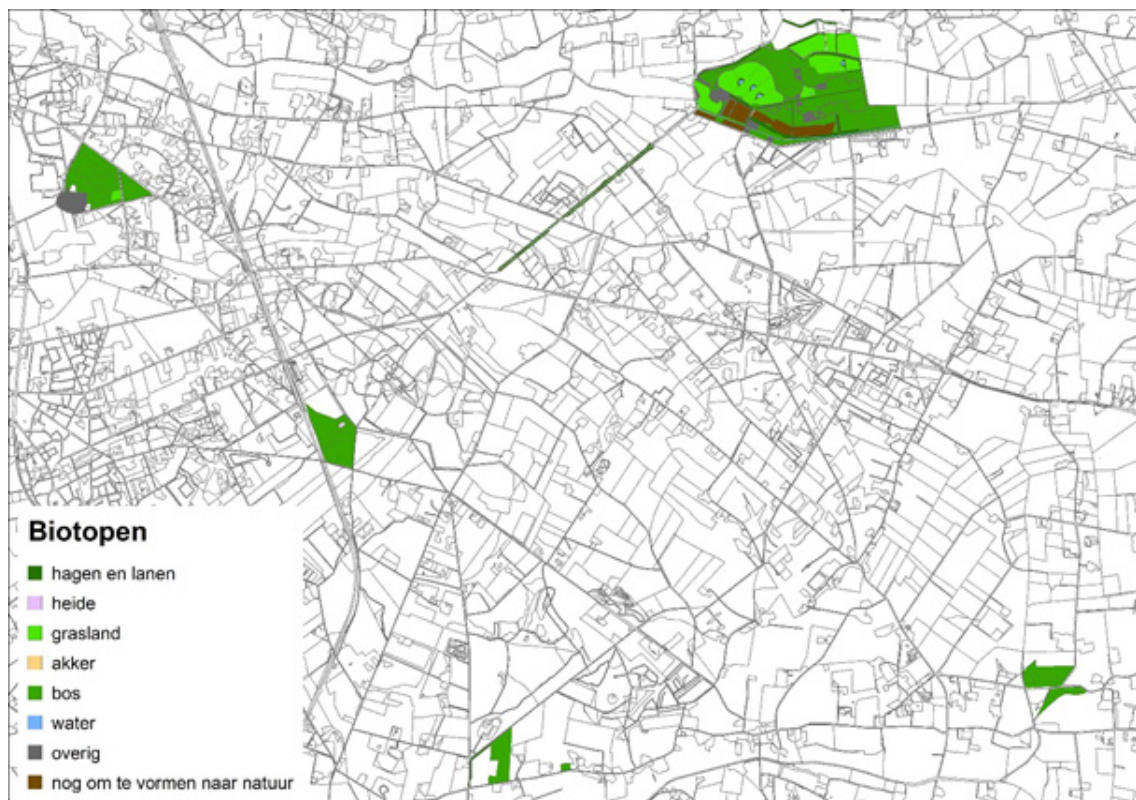 Biotopen
hagen en lanen
heide
grasland
akker
bos
water
overig
nog om te vormen naar natuur